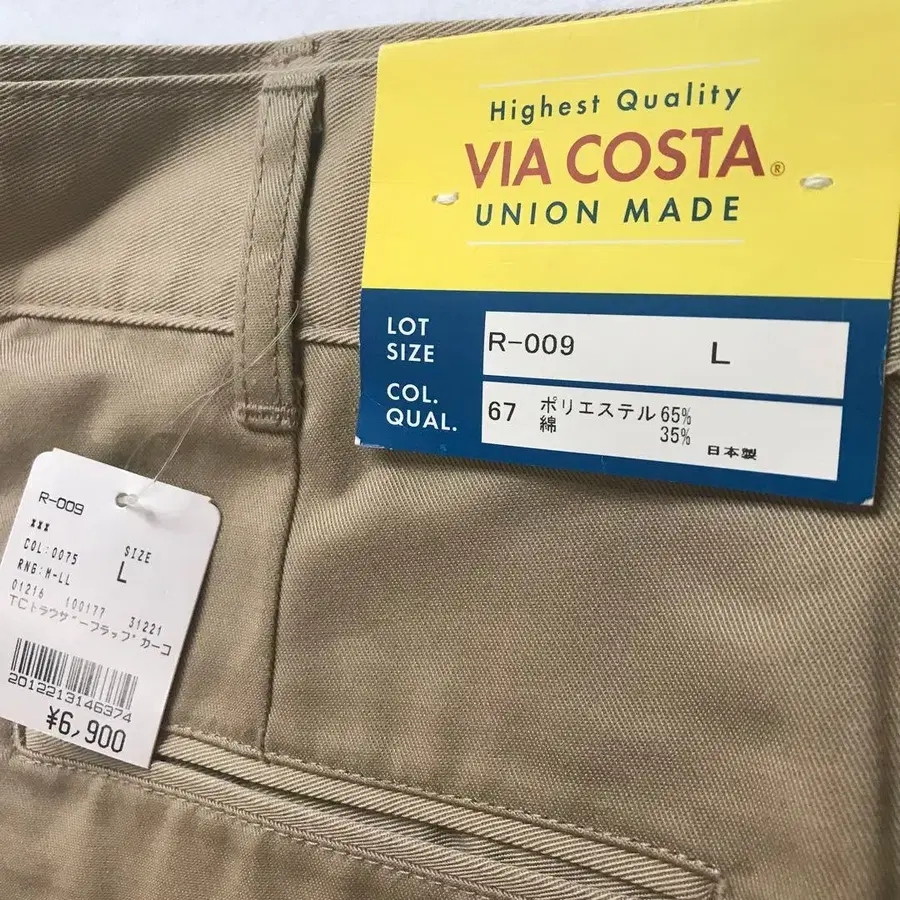 Highest Quality
VIA COSTA®
UNION MADE
LOT R-009 L
SIZE
COL. 67 ポリエステル 65%
QUAL. 綿 35%
日本製
R-009
xxx
COL:0075 SIZE
RNG:M-LL L
01216 100177 31221
TCトラウザーフラップカーコ
2012213146374
¥6,900